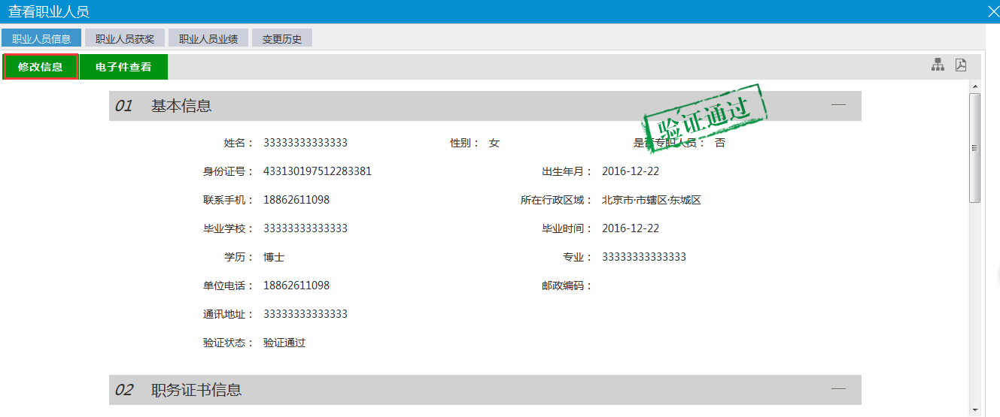 查看职业人员
职业人员信息 职业人员获奖 职业人员业绩 变更历史
修改信息 电子件查看
01 基本信息
验证通过
姓名： 33333333333333 性别： 女 是否专职人员： 否
身份证号： 433130197512283381 出生年月： 2016-12-22
联系手机： 18862611098 所在行政区域： 北京市·市辖区·东城区
毕业学校： 33333333333333 毕业时间： 2016-12-22
学历： 博士 专业： 33333333333333
单位电话： 18862611098 邮政编码：
通讯地址： 33333333333333
验证状态： 验证通过
02 职务证书信息